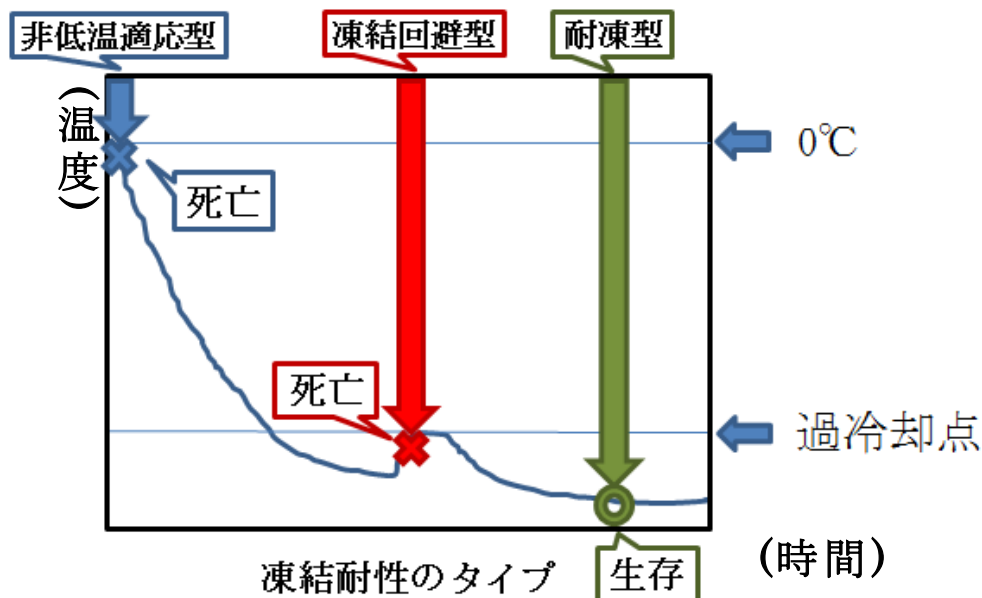 非低温適応型
凍結回避型
耐凍型
(温度)
0℃
死亡
死亡
過冷却点
生存
(時間)
凍結耐性のタイプ